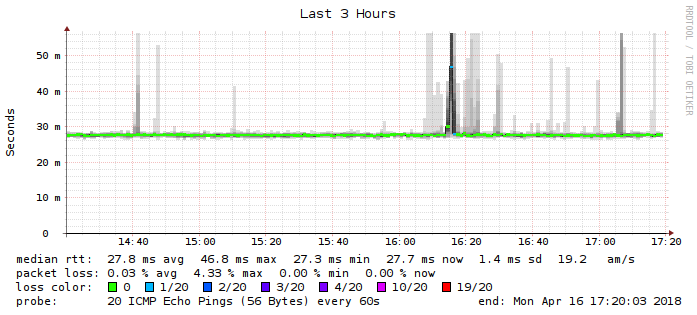 Last 3 Hours
RRDTOOL / TOBI OETIKER
Seconds
50 m
40 m
30 m
20 m
10 m
0
14:40 15:00 15:20 15:40 16:00 16:20 16:40 17:00 17:20
median rtt: 27.8 ms avg 46.8 ms max 27.3 ms min 27.7 ms now 1.4 ms sd 19.2 am/s
packet loss: 0.03 % avg 4.33 % max 0.00 % min 0.00 % now
loss color: 0 1/20 2/20 3/20 4/20 10/20 19/20
probe: 20 ICMP Echo Pings (56 Bytes) every 60s end: Mon Apr 16 17:20:03 2018